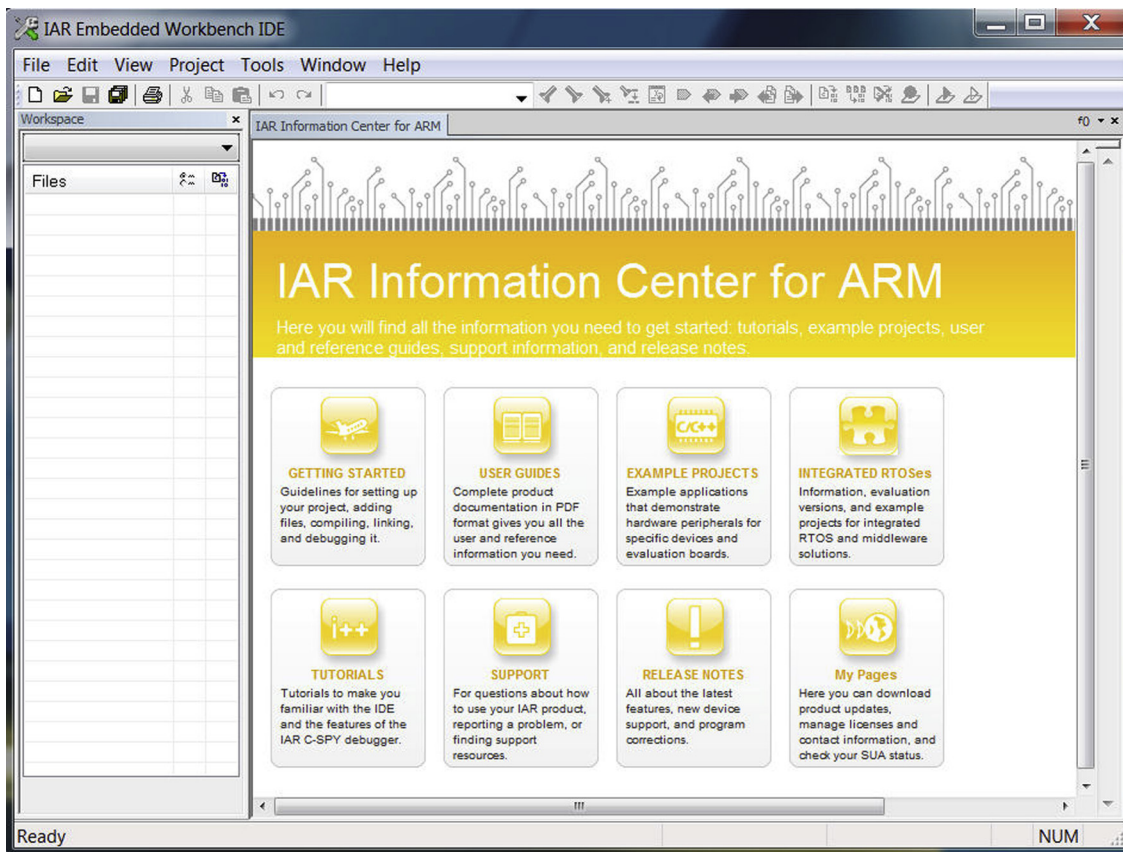 IAR Embedded Workbench IDE
File Edit View Project Tools Window Help
Workspace
IAR Information Center for ARM
f()
Files
IAR Information Center for ARM
Here you will find all the information you need to get started: tutorials, example projects, user
and reference guides, support information, and release notes.
C/C++
GETTING STARTED
Guidelines for setting up
your project, adding
files, compiling, linking,
and debugging it.
USER GUIDES
Complete product
documentation in PDF
format gives you all the
user and reference
information you need.
EXAMPLE PROJECTS
Example applications
that demonstrate
hardware peripherals for
specific devices and
evaluation boards.
INTEGRATED RTOSes
Information, evaluation
versions, and example
projects for integrated
RTOS and middleware
solutions.
i++
TUTORIALS
Tutorials to make you
familiar with the IDE
and the features of the
IAR C-SPY debugger.
SUPPORT
For questions about how
to use your IAR product,
reporting a problem, or
finding support
resources.
RELEASE NOTES
All about the latest
features, new device
support, and program
corrections.
My Pages
Here you can download
product updates,
manage licenses and
contact information, and
check your SUA status.
Ready
NUM